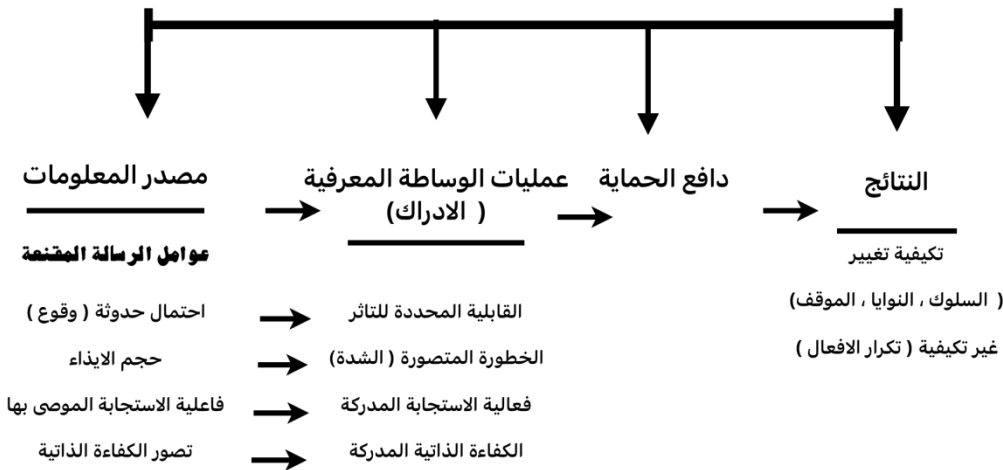 مصدر المعلومات
عمليات الوساطة المعرفية
( الادراك)
دافع الحماية
النتائج
عوامل الرسالة المقنعة
تكيفية تغيير
( السلوك ، النوايا ، الموقف)
غير تكيفية ( تكرار الافعال )
احتمال حدوثة ( وقوع )
القابلية المحددة للتاثر
حجم الايذاء
الخطورة المتصورة ( الشدة)
فاعلية الاستجابة الموصى بها
فعالية الاستجابة المدركة
تصور الكفاءة الذاتية
الكفاءة الذاتية المدركة